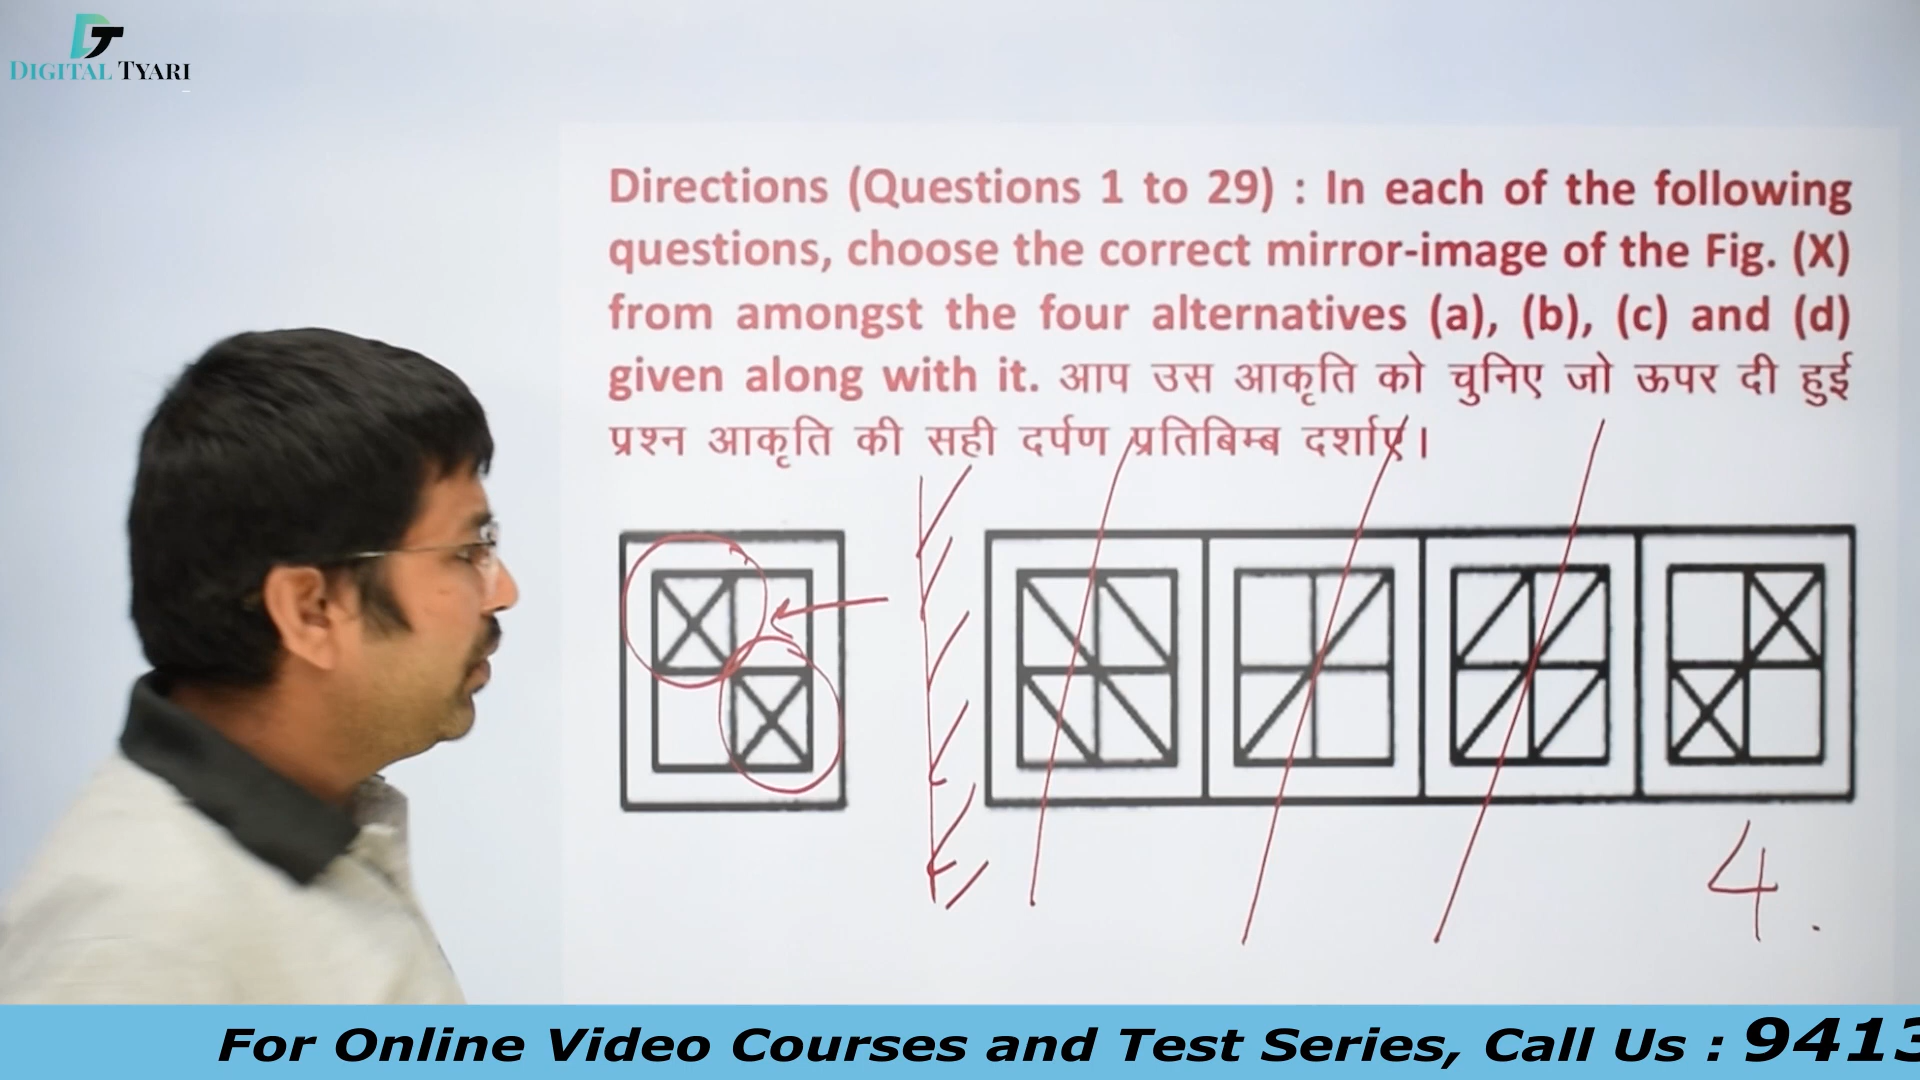 DT
DIGITAL TYARI
Directions (Questions 1 to 29) : In each of the following
questions, choose the correct mirror-image of the Fig. (X)
from amongst the four alternatives (a), (b), (c) and (d)
given along with it. आप उस आकृति को चुनिए जो ऊपर दी हुई
प्रश्न आकृति की सही दर्पण प्रतिबिम्ब दर्शाए।
4.
For Online Video Courses and Test Series, Call Us : 9413